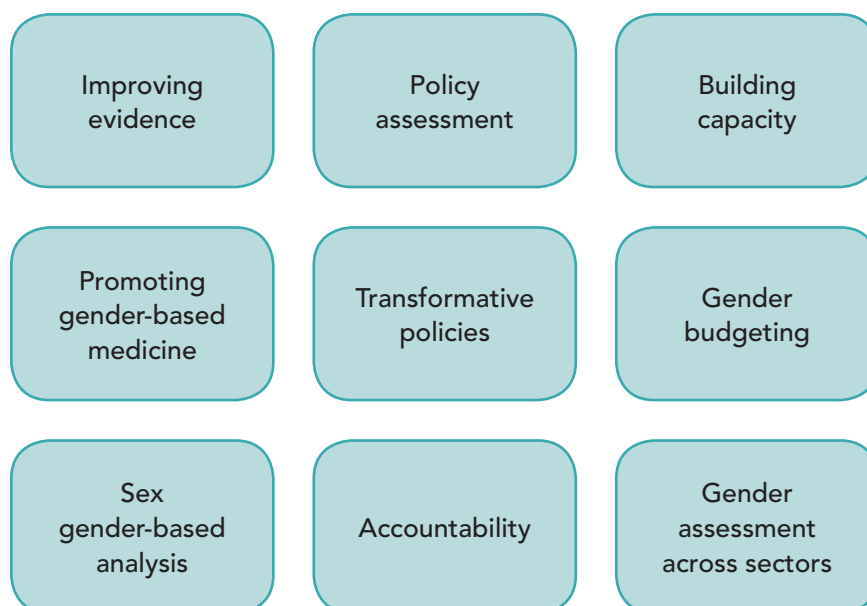 Improving
evidence
Policy
assessment
Building
capacity
Promoting
gender-based
medicine
Transformative
policies
Gender
budgeting
Sex
gender-based
analysis
Accountability
Gender
assessment
across sectors